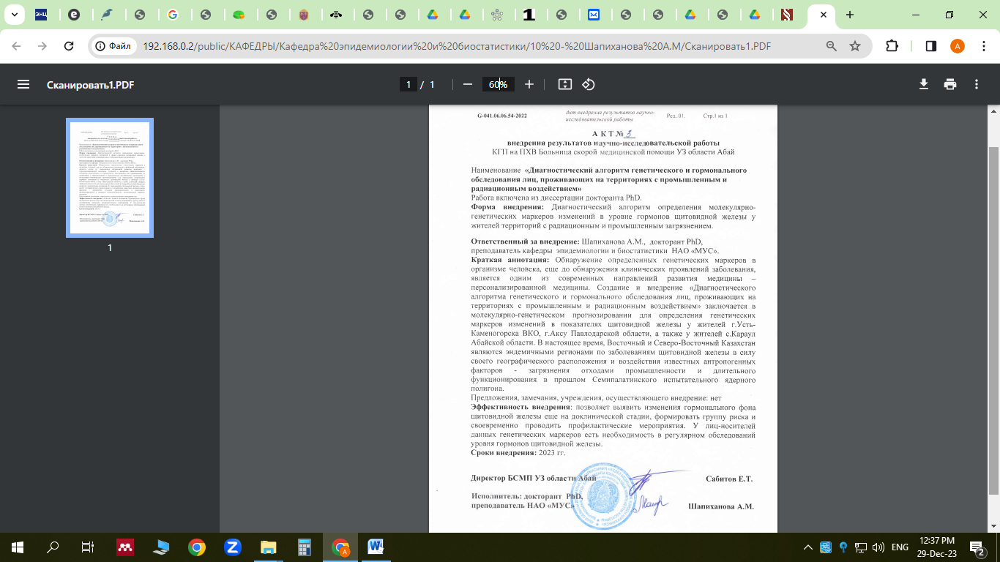 ЭНЦ
Файл
192.168.0.2/public/КАФЕДРЫ/Кафедра%20эпидемиологии%20и%20биостатистики/10%20-%20Шапиханова%20А.М/Сканировать1.PDF
A
Сканировать1.PDF
1 / 1
60%
1
G-041.06.06.54-2022 Акт внедрения результатов научно- Ред. 01. Стр.1 из 1
исследовательской работы
А К Т № 3
внедрения результатов научно-исследовательской работы
КГП на ПХВ Больница скорой медицинской помощи УЗ области Абай
Наименование «Диагностический алгоритм генетического и гормонального
обследования лиц, проживающих на территориях с промышленным и
радиационным воздействием»
Работа включена из диссертации докторанта PhD.
Форма внедрения: Диагностический алгоритм определения молекулярно-
генетических маркеров изменений в уровне гормонов щитовидной железы у
жителей территорий с радиационным и промышленным загрязнением.
Ответственный за внедрение: Шапиханова А.М., докторант PhD,
преподаватель кафедры эпидемиологии и биостатистики НАО «МУС».
Краткая аннотация: Обнаружение определенных генетических маркеров в
организме человека, еще до обнаружения клинических проявлений заболевания,
является одним из современных направлений развития медицины –
персонализированной медицины. Создание и внедрение «Диагностического
алгоритма генетического и гормонального обследования лиц, проживающих на
территориях с промышленным и радиационным воздействием» заключается в
молекулярно-генетическом прогнозировании для определения генетических
маркеров изменений в показателях щитовидной железы у жителей г.Усть-
Каменогорска ВКО, г.Аксу Павлодарской области, а также у жителей с.Караул
Абайской области. В настоящее время, Восточный и Северо-Восточный Казахстан
являются эндемичными регионами по заболеваниям щитовидной железы в силу
своего географического расположения и воздействия известных антропогенных
факторов - загрязнения отходами промышленности и длительного
функционирования в прошлом Семипалатинского испытательного ядерного
полигона.
Предложения, замечания, учреждения, осуществляющего внедрение: нет
Эффективность внедрения: позволяет выявить изменения гормонального фона
щитовидной железы еще на доклинической стадии, формировать группу риска и
своевременно проводить профилактические мероприятия. У лиц-носителей
данных генетических маркеров есть необходимость в регулярном обследований
уровня гормонов щитовидной железы.
Сроки внедрения: 2023 гг.
Директор БСМП УЗ области Абай Сабитов Е.Т.
Исполнитель: докторант PhD,
преподаватель НАО «МУС» Шапиханова А.М.
ENG
12:37 PM
29-Dec-23
2